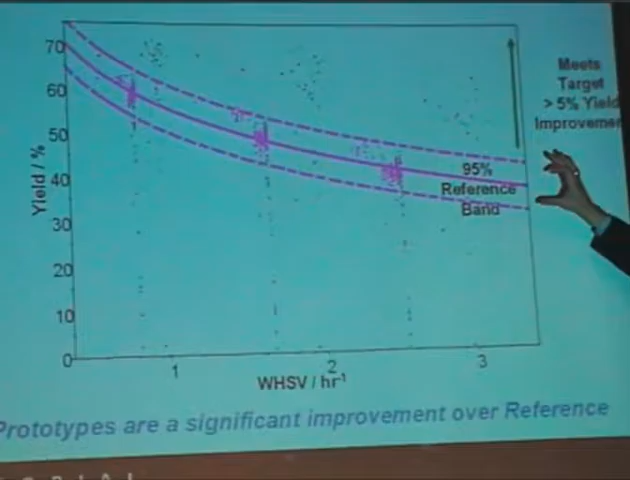 70
60
50
40
30
20
10
0
Yield / %
1
2
3
WHSV / hr-1
Meets
Target
> 5% Yield
Improvemen
95%
Reference
Band
Prototypes are a significant improvement over Reference